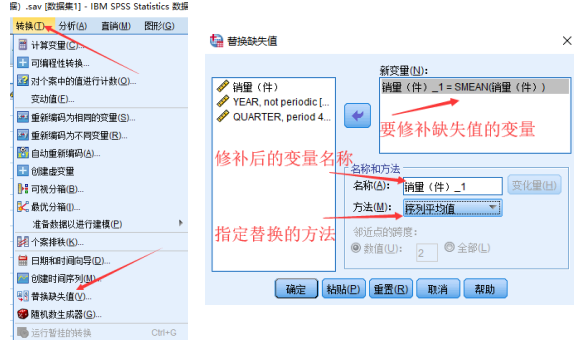 据）.sav [数据集1] - IBM SPSS Statistics 数据
转换(T) 分析(A) 直销(M) 图形(G)
计算变量(C)...
可编程性转换...
对个案中的值进行计数(O)...
变动值(F)...
重新编码为相同的变量(S)...
重新编码为不同变量(R)...
自动重新编码(A)...
创建虚变量
可视分箱(B)...
最优分箱(I)...
准备数据以进行建模(P)
个案排秩(K)...
日期和时间向导(D)...
创建时间序列(M)...
替换缺失值(V)...
随机数生成器(G)...
运行暂挂的转换 Ctrl+G
替换缺失值
销量（件）
YEAR, not periodic [...
QUARTER, period 4...
新变量(N):
销量（件）_1 = SMEAN(销量（件）)
要修补缺失值的变量
修补后的变量名称
指定替换的方法
名称和方法
名称(A): 销量（件）_1 变化量(H)
方法(M): 序列平均值
邻近点的跨度:
数值(U): 2 全部(L)
确定 粘贴(P) 重置(R) 取消 帮助